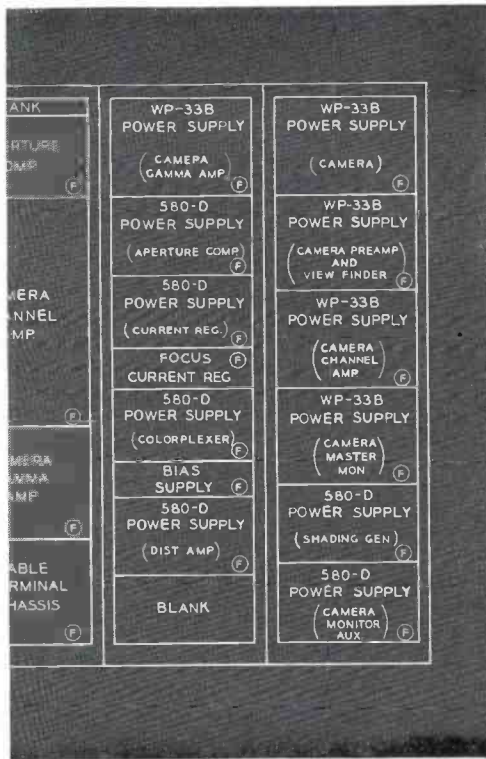 ANK
ERTURE
OMP
F
MERA
ANNEL
MP
F
MERA
AMMA
AMP
F
ABLE
ERMINAL
HASSIS
F
WP-33B
POWER SUPPLY
(CAMERA
GAMMA AMP)
F
580-D
POWER SUPPLY
(APERTURE COMP)
F
580-D
POWER SUPPLY
(CURRENT REG.)
F
FOCUS F
CURRENT REG
580-D
POWER SUPPLY
(COLORPLEXER)
F
BIAS
SUPPLY F
580-D
POWER SUPPLY
(DIST AMP)
F
BLANK
WP-33B
POWER SUPPLY
(CAMERA)
F
WP-33B
POWER SUPPLY
(CAMERA PREAMP
AND
VIEW FINDER)
F
WP-33B
POWER SUPPLY
(CAMERA
CHANNEL
AMP)
F
WP-33B
POWER SUPPLY
(CAMERA
MASTER
MON)
F
580-D
POWER SUPPLY
(SHADING GEN)
F
580-D
POWER SUPPLY
(CAMERA
MONITOR
AUX.)
F